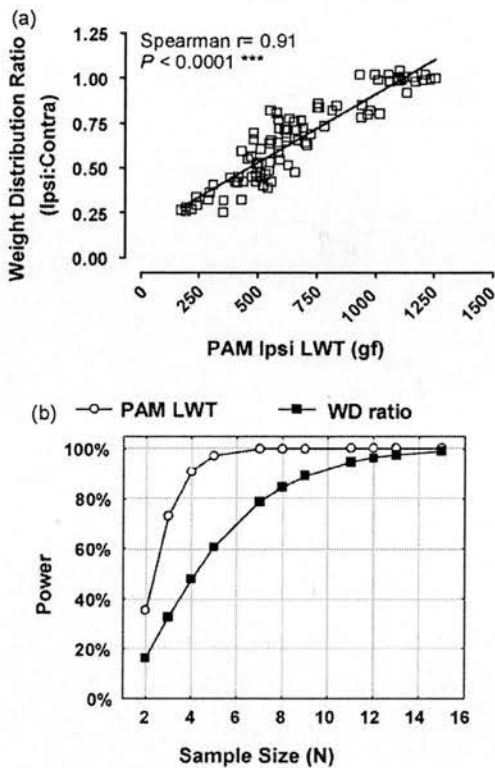 (a)
Spearman r= 0.91
P < 0.0001 ***
Weight Distribution Ratio
(Ipsi:Contra)
1.25
1.00
0.75
0.50
0.25
0.00
0
250
500
750
1000
1250
1500
PAM Ipsi LWT (gf)
(b)
PAM LWT
WD ratio
Power
100%
80%
60%
40%
20%
0%
2
4
6
8
10
12
14
16
Sample Size (N)